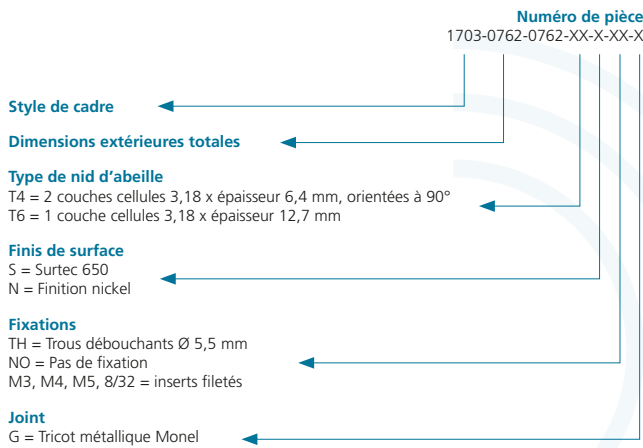 Numéro de pièce
1703-0762-0762-XX-X-XX-X
Style de cadre
Dimensions extérieures totales
Type de nid d’abeille
T4 = 2 couches cellules 3,18 x épaisseur 6,4 mm, orientées à 90°
T6 = 1 couche cellules 3,18 x épaisseur 12,7 mm
Finis de surface
S = Surtec 650
N = Finition nickel
Fixations
TH = Trous débouchants Ø 5,5 mm
NO = Pas de fixation
M3, M4, M5, 8/32 = inserts filetés
Joint
G = Tricot métallique Monel